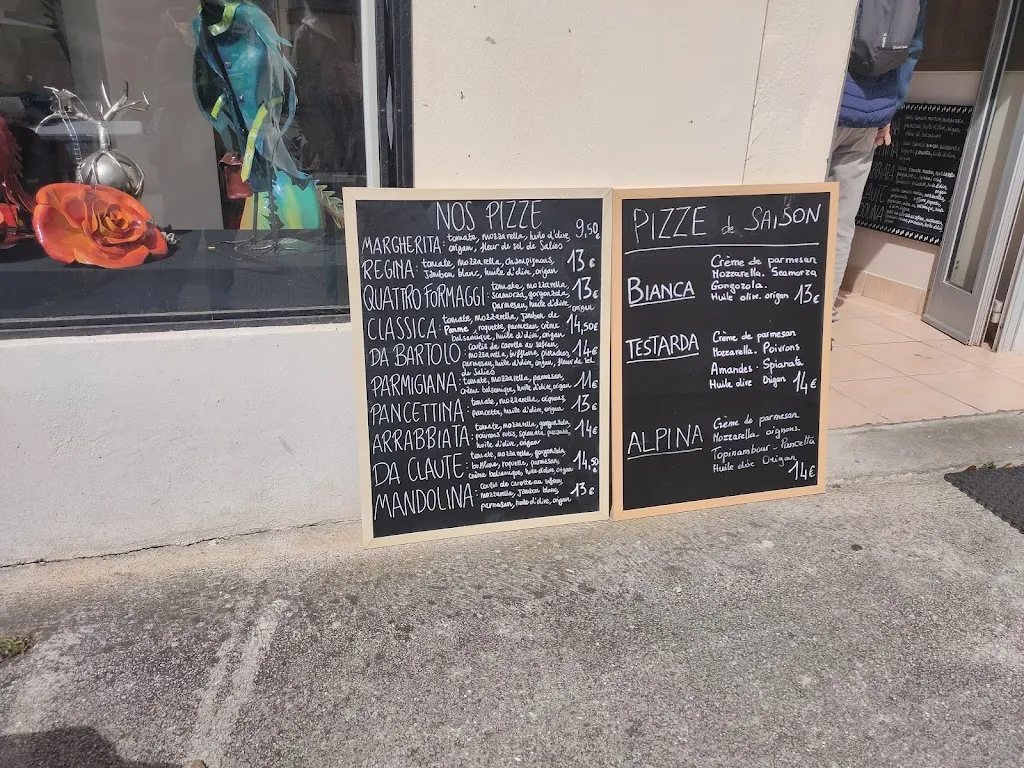 NOS PIZZE
MARGHERITA: tomate, mozzarella, huile d'olive, 9,50€
origan, fleur de sel de Salies
REGINA: tomate, mozzarella, champignons, 13€
Jambon blanc, huile d'olive, origan
QUATTRO FORMAGGI: tomate, mozzarella, 13€
scamorza, gorgonzola,
parmesan, huile d'olive
origan
CLASSICA: tomate, mozzarella, Jambon de 14,50€
Parme, roquette, parmesan, crème
balsamique, huile d'olive, origan
DA BARTOLO: coulis de carotte au safran, 14€
mozzarella, pistaches,
parmesan, huile d'olive, origan, fleur de sel
de Salies
PARMIGIANA: tomate, mozzarella, parmesan, 11€
crème balsamique, huile d'olive, origan
PANCETTINA: tomate, mozzarella, oignons, 13€
pancetta, huile d'olive, origan
ARRABBIATA: tomate, mozzarella, gorgonzola, 14€
poivrons rotis, spianata
huile d'olive, origan
DA CLAUTE: tomate, mozzarella, gorgonzola, 14,50€
roquette, parmesan,
crème balsamique, huile d'olive, origan
MANDOLINA: coulis de carotte au safran, 13€
mozzarella, Jambon blanc,
parmesan, huile d'olive, origan
PIZZE de SAISON
BIANCA Crème de parmesan
Mozzarella. Scamorza
Gorgonzola.
Huile olive. origan 13€
TESTARDA Crème de parmesan
Mozzarella. Poivrons
Amandes. Spianata
Huile olive Origan 14€
ALPINA Crème de parmesan
Mozzarella. oignons
Topinambour. Pancetta
Huile olive Origan
14€